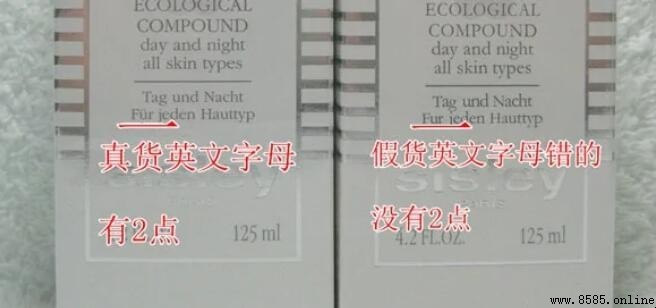 ECOLOGICAL
COMPOUND
day and night
all skin types
Tag und Nacht
Für jeden Hauttyp
真货英文字母
有2点
125 ml
ECOLOGICAL
COMPOUND
day and night
all skin types
Tag und Nacht
Fur jeden Hauttyp
假货英文字母错的
sisley
PARIS
没有2点
4.2 FL.OZ. 125 ml
www.8585.online